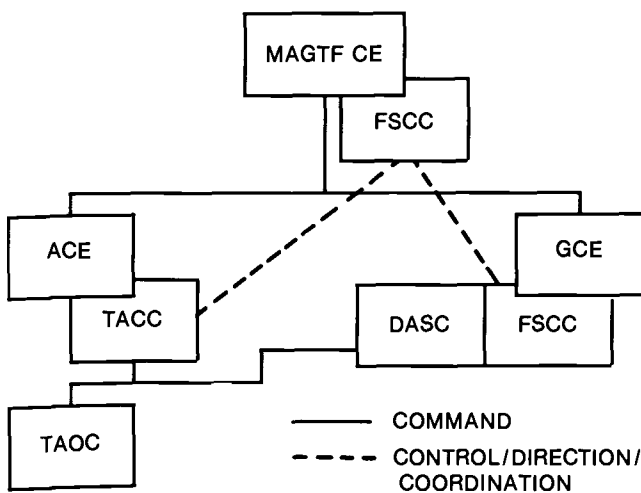 MAGTF CE
FSCC
ACE
GCE
TACC
DASC
FSCC
TAOC
COMMAND
CONTROL/DIRECTION/
COORDINATION